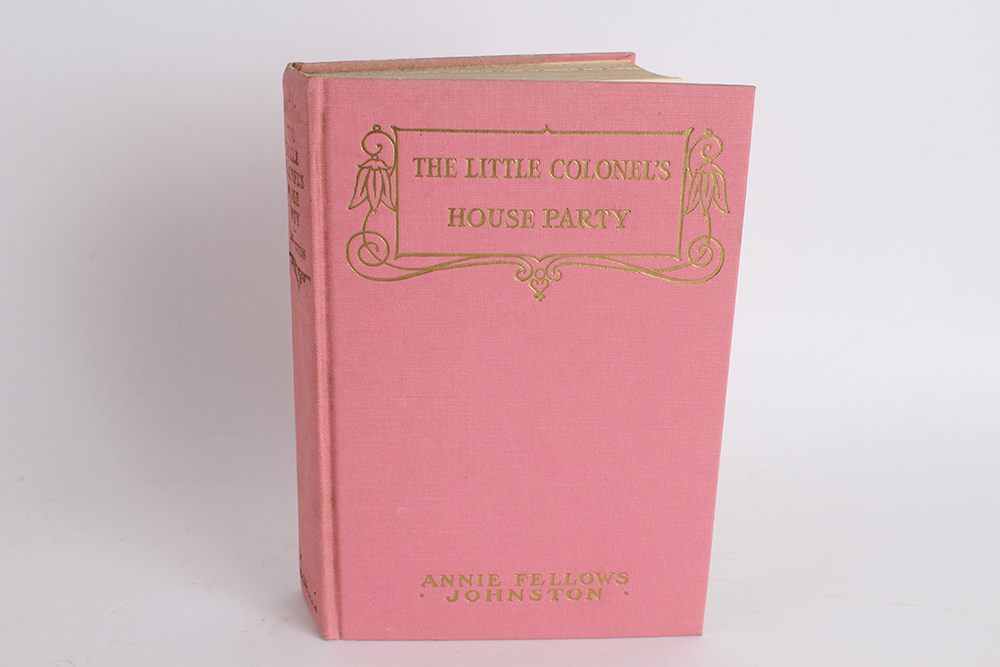 THE LITTLE COLONEL'S
HOUSE PARTY
ANNIE FELLOWS
· JOHNSTON ·